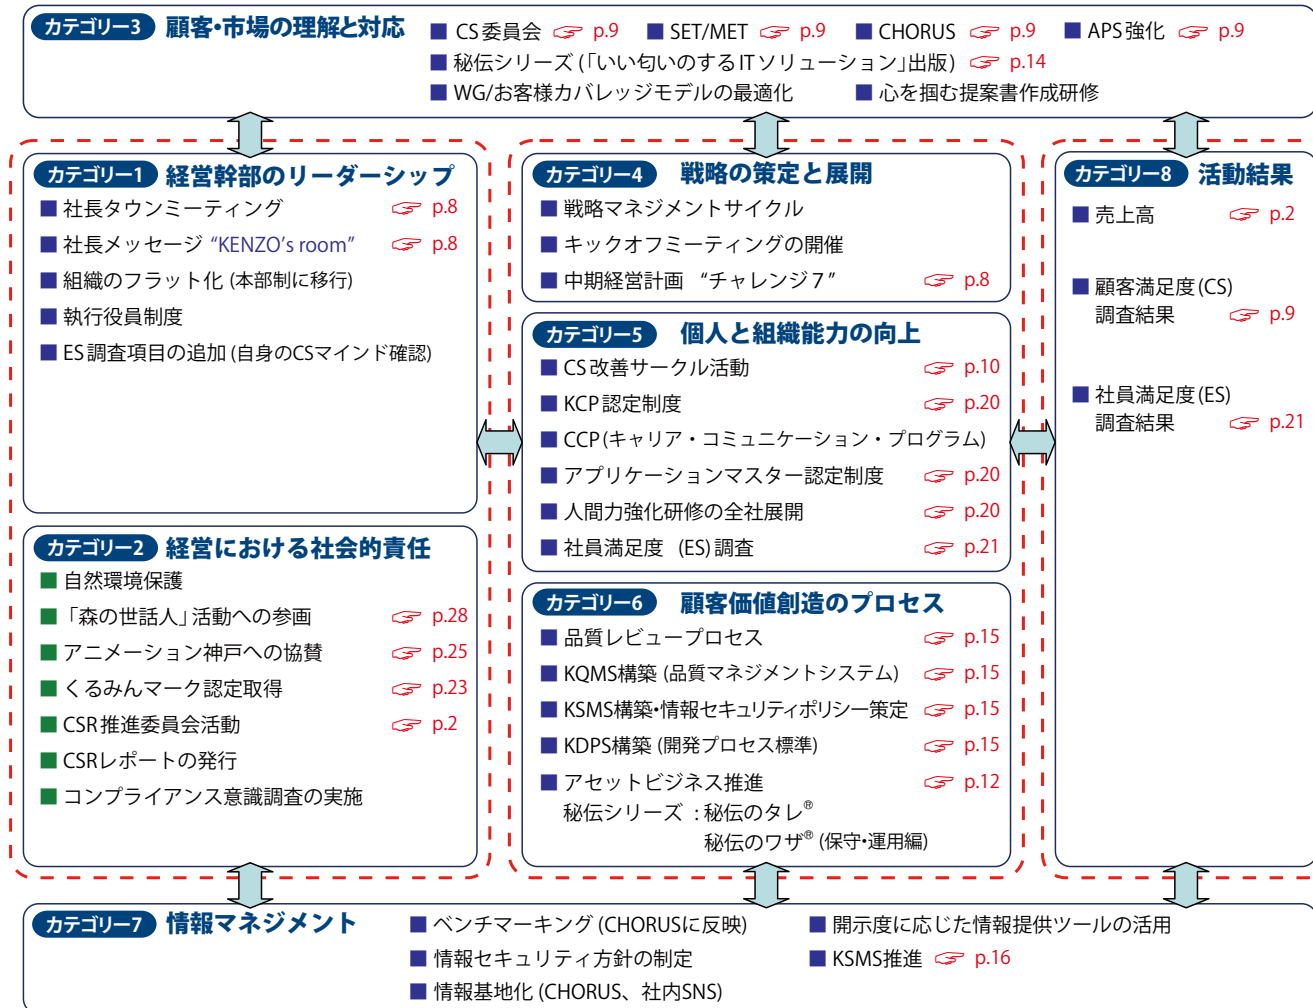 カテゴリー3 顧客・市場の理解と対応
■ CS委員会 ☞ p.9 ■ SET/MET ☞ p.9 ■ CHORUS ☞ p.9 ■ APS強化 ☞ p.9
■ 秘伝シリーズ(「いい匂いのするITソリューション」出版) ☞ p.14
■ WG/お客様カバレッジモデルの最適化 ■ 心を掴む提案書作成研修
カテゴリー1 経営幹部のリーダーシップ
■ 社長タウンミーティング ☞ p.8
■ 社長メッセージ “KENZO’s room” ☞ p.8
■ 組織のフラット化 (本部制に移行)
■ 執行役員制度
■ ES調査項目の追加 (自身のCSマインド確認)
カテゴリー2 経営における社会的責任
■ 自然環境保護
■ 「森の世話人」活動への参画 ☞ p.28
■ アニメーション神戸への協賛 ☞ p.25
■ くるみんマーク認定取得 ☞ p.23
■ CSR推進委員会活動 ☞ p.2
■ CSRレポートの発行
■ コンプライアンス意識調査の実施
カテゴリー4 戦略の策定と展開
■ 戦略マネジメントサイクル
■ キックオフミーティングの開催
■ 中期経営計画 “チャレンジ7” ☞ p.8
カテゴリー5 個人と組織能力の向上
■ CS改善サークル活動 ☞ p.10
■ KCP認定制度 ☞ p.20
■ CCP(キャリア・コミュニケーション・プログラム)
■ アプリケーションマスター認定制度 ☞ p.20
■ 人間力強化研修の全社展開 ☞ p.20
■ 社員満足度 (ES)調査 ☞ p.21
カテゴリー6 顧客価値創造のプロセス
■ 品質レビュープロセス ☞ p.15
■ KQMS構築 (品質マネジメントシステム) ☞ p.15
■ KSMS構築・情報セキュリティポリシー策定 ☞ p.15
■ KDPS構築 (開発プロセス標準) ☞ p.15
■ アセットビジネス推進 ☞ p.12
秘伝シリーズ : 秘伝のタレ®
秘伝のワザ® (保守・運用編)
カテゴリー8 活動結果
■ 売上高 ☞ p.2
■ 顧客満足度(CS)
調査結果 ☞ p.9
■ 社員満足度(ES)
調査結果 ☞ p.21
カテゴリー7 情報マネジメント
■ ベンチマーキング (CHORUSに反映) ■ 開示度に応じた情報提供ツールの活用
■ 情報セキュリティ方針の制定 ■ KSMS推進 ☞ p.16
■ 情報基地化 (CHORUS、社内SNS)